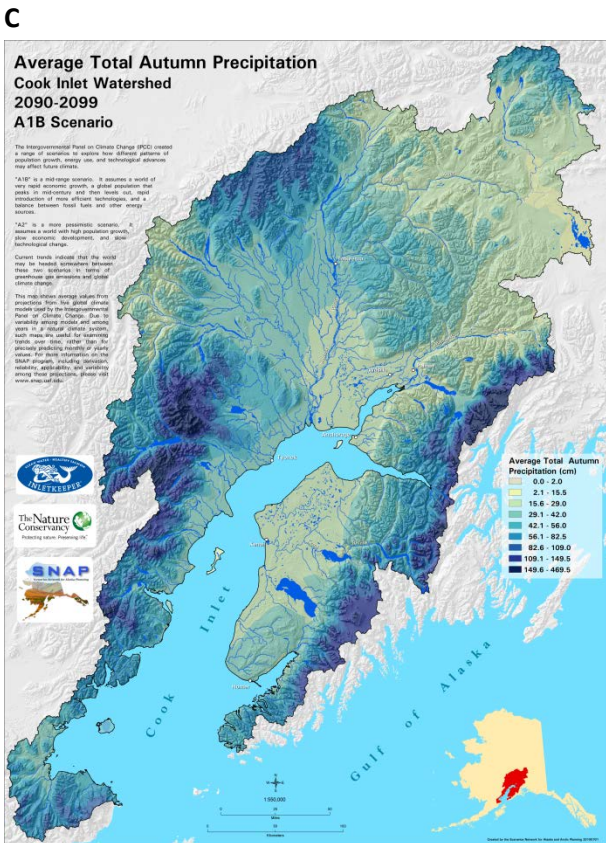 C
Average Total Autumn Precipitation
Cook Inlet Watershed
2090-2099
A1B Scenario
The Intergovernmental Panel on Climate Change (IPCC) created
a range of scenarios to explore how different patterns of
population growth, energy use, and technological advances
may affect future climate.
"A1B" is a mid-range scenario. It assumes a world of
very rapid economic growth, a global population that
peaks in mid-century and then levels out, rapid
introduction of more efficient technologies, and a
balance between fossil fuels and other energy
sources.
"A2" is a more pessimistic scenario. It
assumes a world with high population growth,
slow economic development, and slow
technological change.
Current trends indicate that the world
may be headed somewhere between
these two scenarios in terms of
greenhouse gas emissions and global
climate change.
This map shows average values from
projections from five global climate
models used by the Intergovernmental
Panel on Climate Change. Due to
variability among models and among
years in a natural climate system,
such maps are useful for examining
trends over time, rather than for
precisely predicting monthly or yearly
values. For more information on the
SNAP program, including derivation,
reliability, applicability, and variability
among these projections, please visit
www.snap.uaf.edu.
Anchorage
Tyonek
Kenai
Homer
INLETKEEPER
The Nature
Conservancy
Protecting nature. Preserving life.
SNAP
Cook Inlet
Gulf of Alaska
Average Total Autumn
Precipitation (cm)
0.0 - 2.0
2.1 - 15.5
15.6 - 29.0
29.1 - 42.0
42.1 - 56.0
56.1 - 82.5
82.6 - 109.0
109.1 - 149.5
149.6 - 469.5
Miles
Kilometers